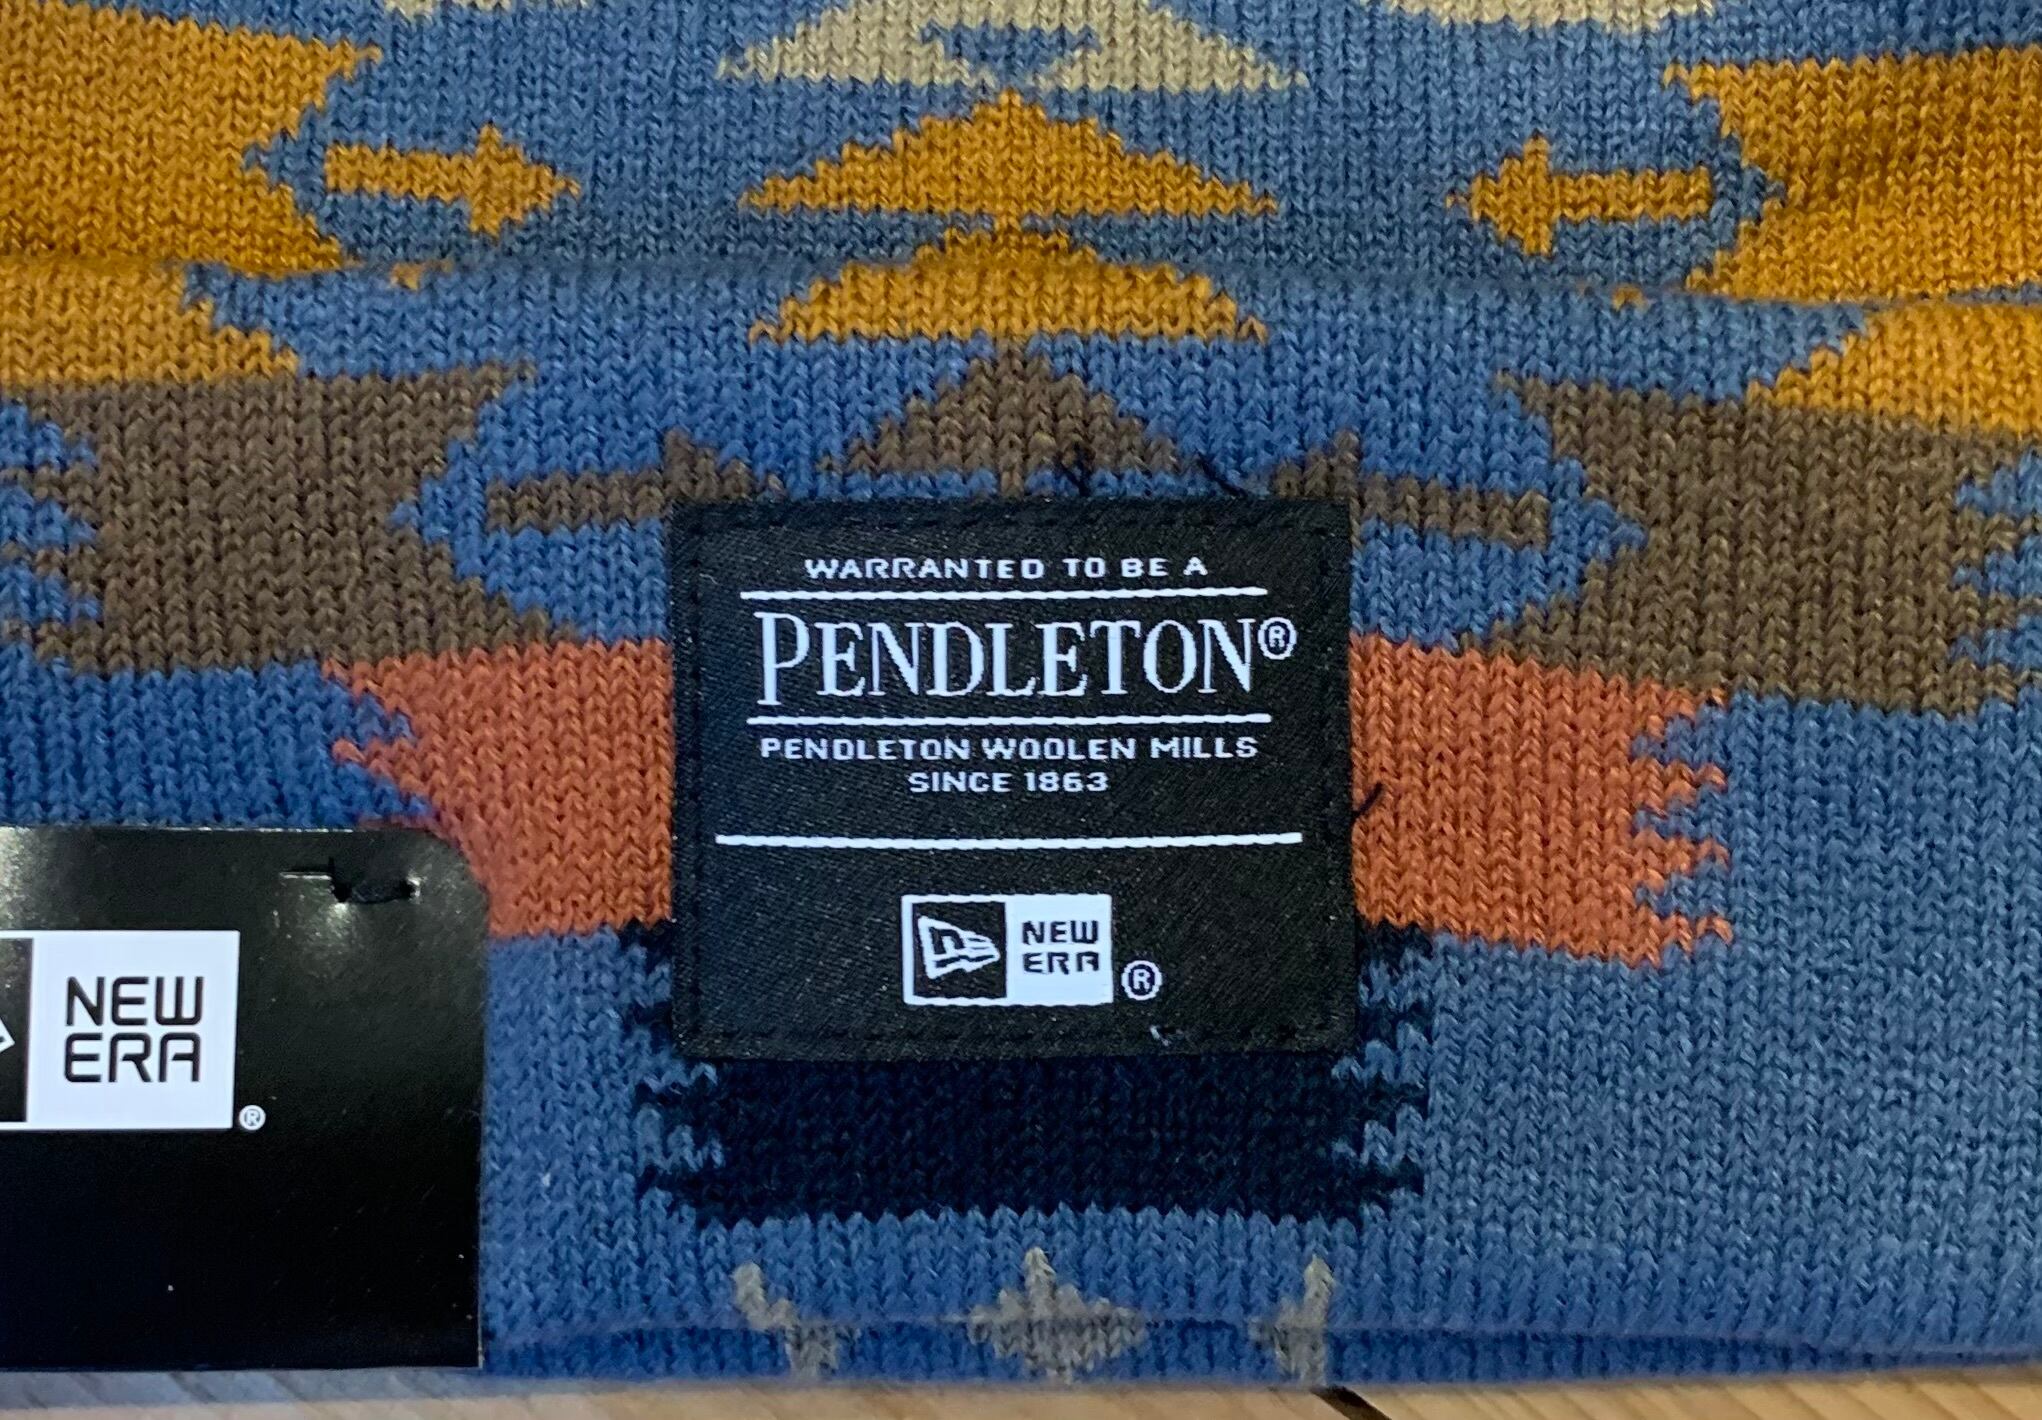 WARRANTED TO BE A
PENDLETON®
PENDLETON WOOLEN MILLS
SINCE 1863
NEW
ERA
®
NEW
ERA
®